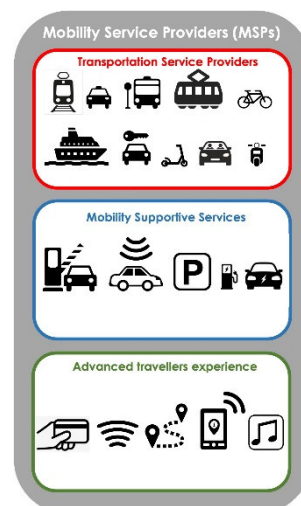 Mobility Service Providers (MSPs)
Transportation Service Providers
Mobility Supportive Services
P
Advanced travellers experience